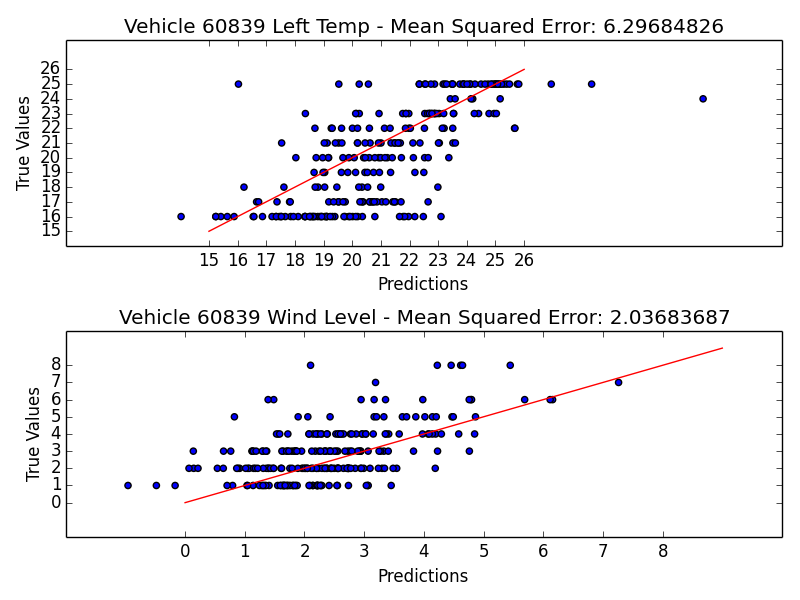 Vehicle 60839 Left Temp - Mean Squared Error: 6.29684826
True Values
26
25
24
23
22
21
20
19
18
17
16
15
15 16 17 18 19 20 21 22 23 24 25 26
Predictions
Vehicle 60839 Wind Level - Mean Squared Error: 2.03683687
True Values
8
7
6
5
4
3
2
1
0
0 1 2 3 4 5 6 7 8
Predictions